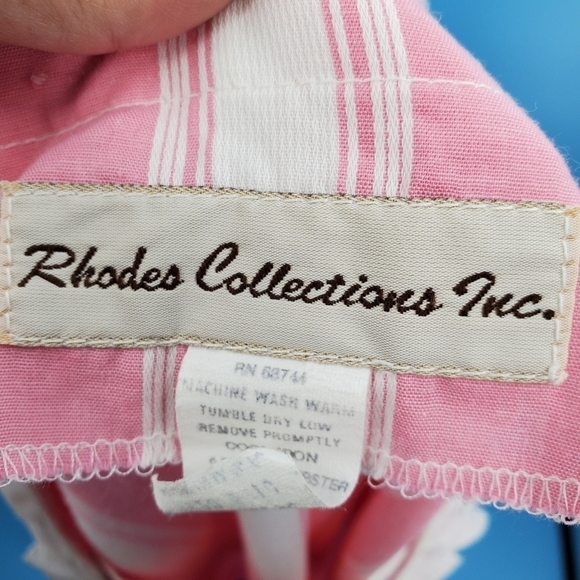 Rhodes Collections Inc.
RN 68744
MACHINE WASH WARM
TUMBLE DRY LOW
REMOVE PROMPTLY